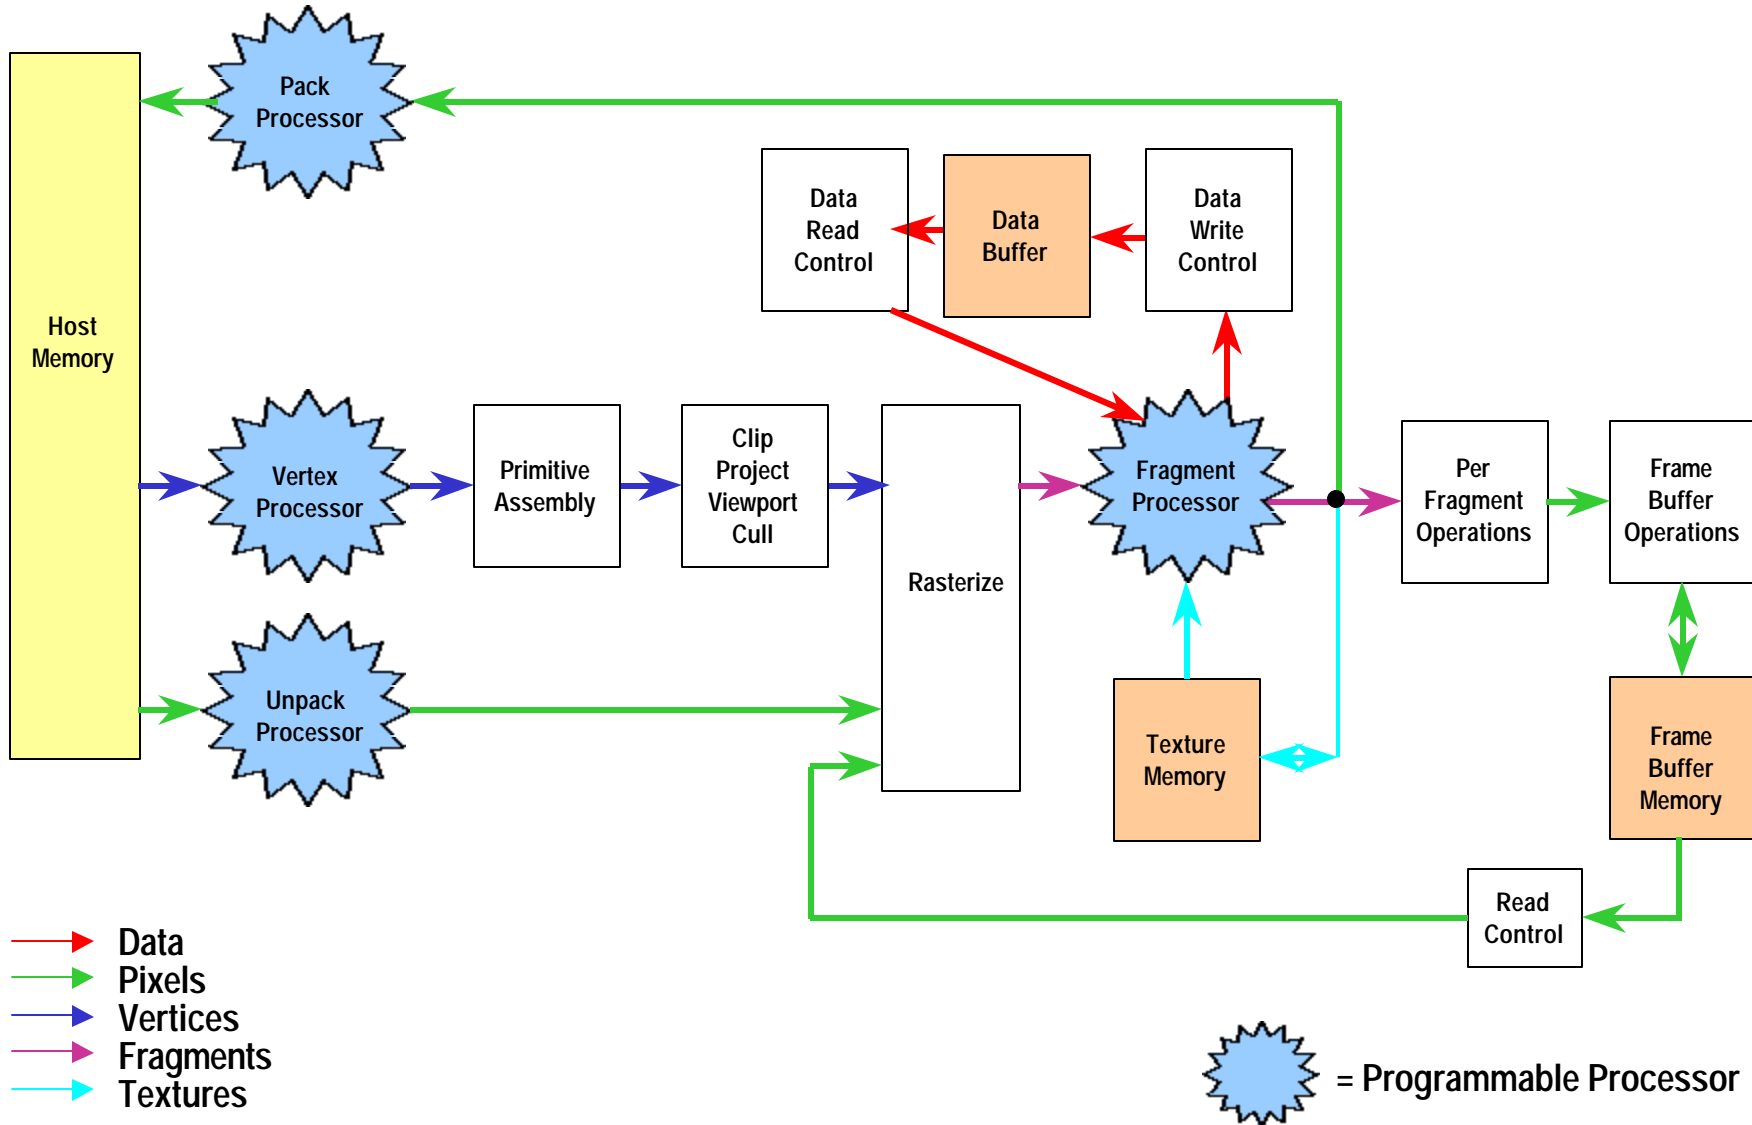 Pack
Processor
Data
Read
Control
Data
Buffer
Data
Write
Control
Host
Memory
Vertex
Processor
Primitive
Assembly
Clip
Project
Viewport
Cull
Rasterize
Fragment
Processor
Per
Fragment
Operations
Frame
Buffer
Operations
Unpack
Processor
Texture
Memory
Frame
Buffer
Memory
Read
Control
Data
Pixels
Vertices
Fragments
Textures
= Programmable Processor